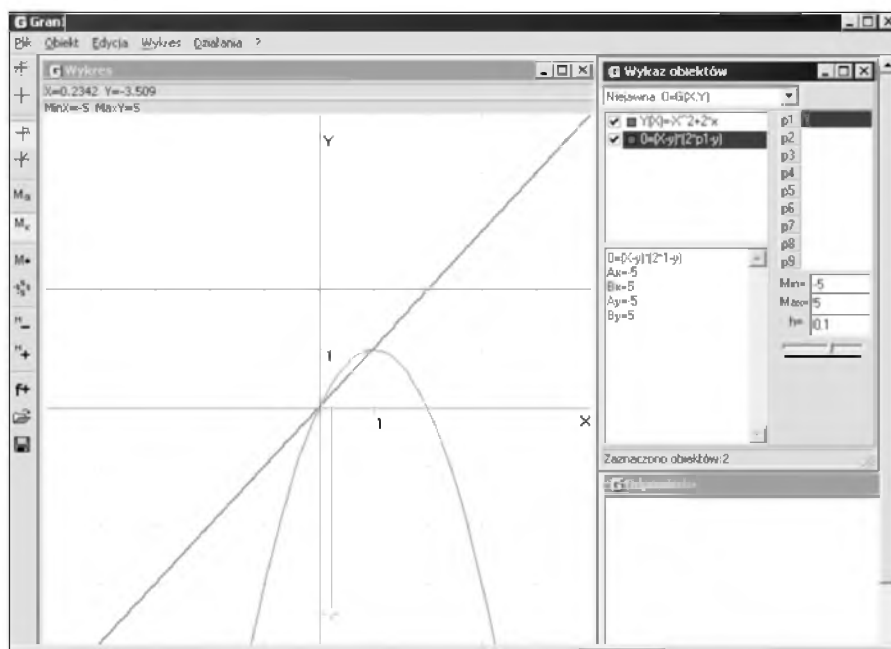 Gran1
Plik Obiekt Edycja Wykres Działania ?
Wykres
X=0.2342 Y=-3.509
MinX=-5 MaxY=5
Y
1
X
1
Wykaz obiektów
Niejawna: 0=G(X,Y)
Y(X)=-X^2+2*x
0=(X-y)*(2*p1-y)
p1
p2
p3
p4
p5
p6
p7
p8
p9
0=(X-y)*(2*1-y)
Ax=-5
Bx=5
Ay=-5
By=5
Min= -5
Max= 5
h= 0.1
Zaznaczono obiektów:2